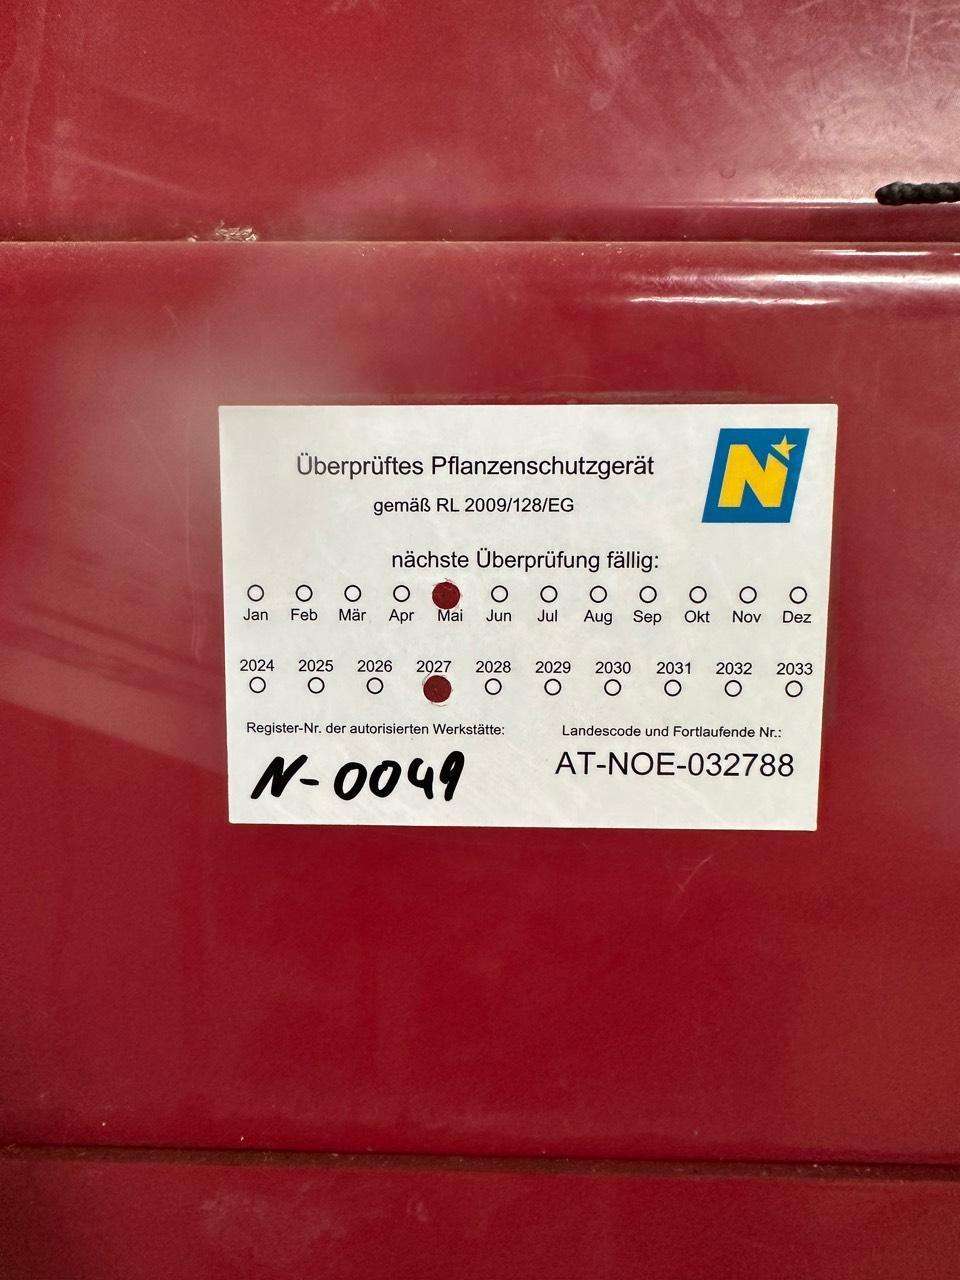 Überprüftes Pflanzenschutzgerät
N
gemäß RL 2009/128/EG
nächste Überprüfung fällig:
Jan Feb Mär Apr Mai Jun Jul Aug Sep Okt Nov Dez
2024 2025 2026 2027 2028 2029 2030 2031 2032 2033
Register-Nr. der autorisierten Werkstätte:
N-0049
Landescode und Fortlaufende Nr.:
AT-NOE-032788